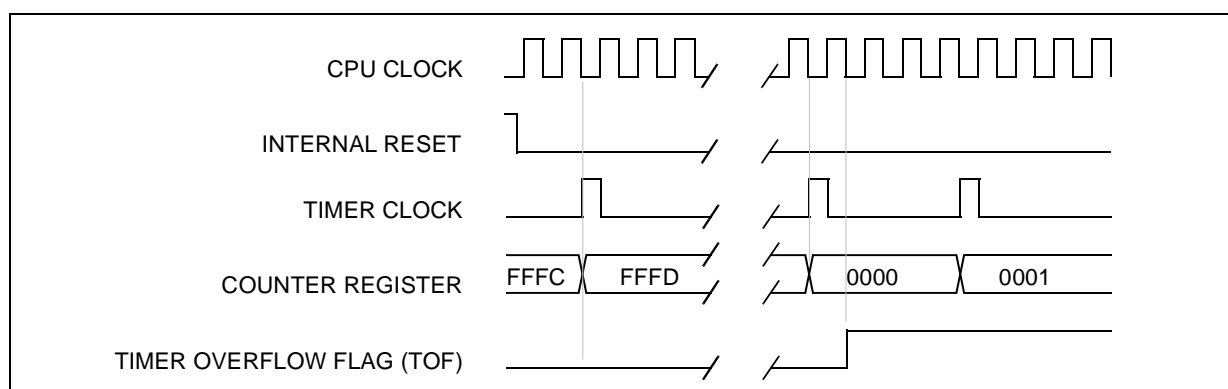 CPU CLOCK
INTERNAL RESET
TIMER CLOCK
COUNTER REGISTER FFFC FFFD 0000 0001
TIMER OVERFLOW FLAG (TOF)